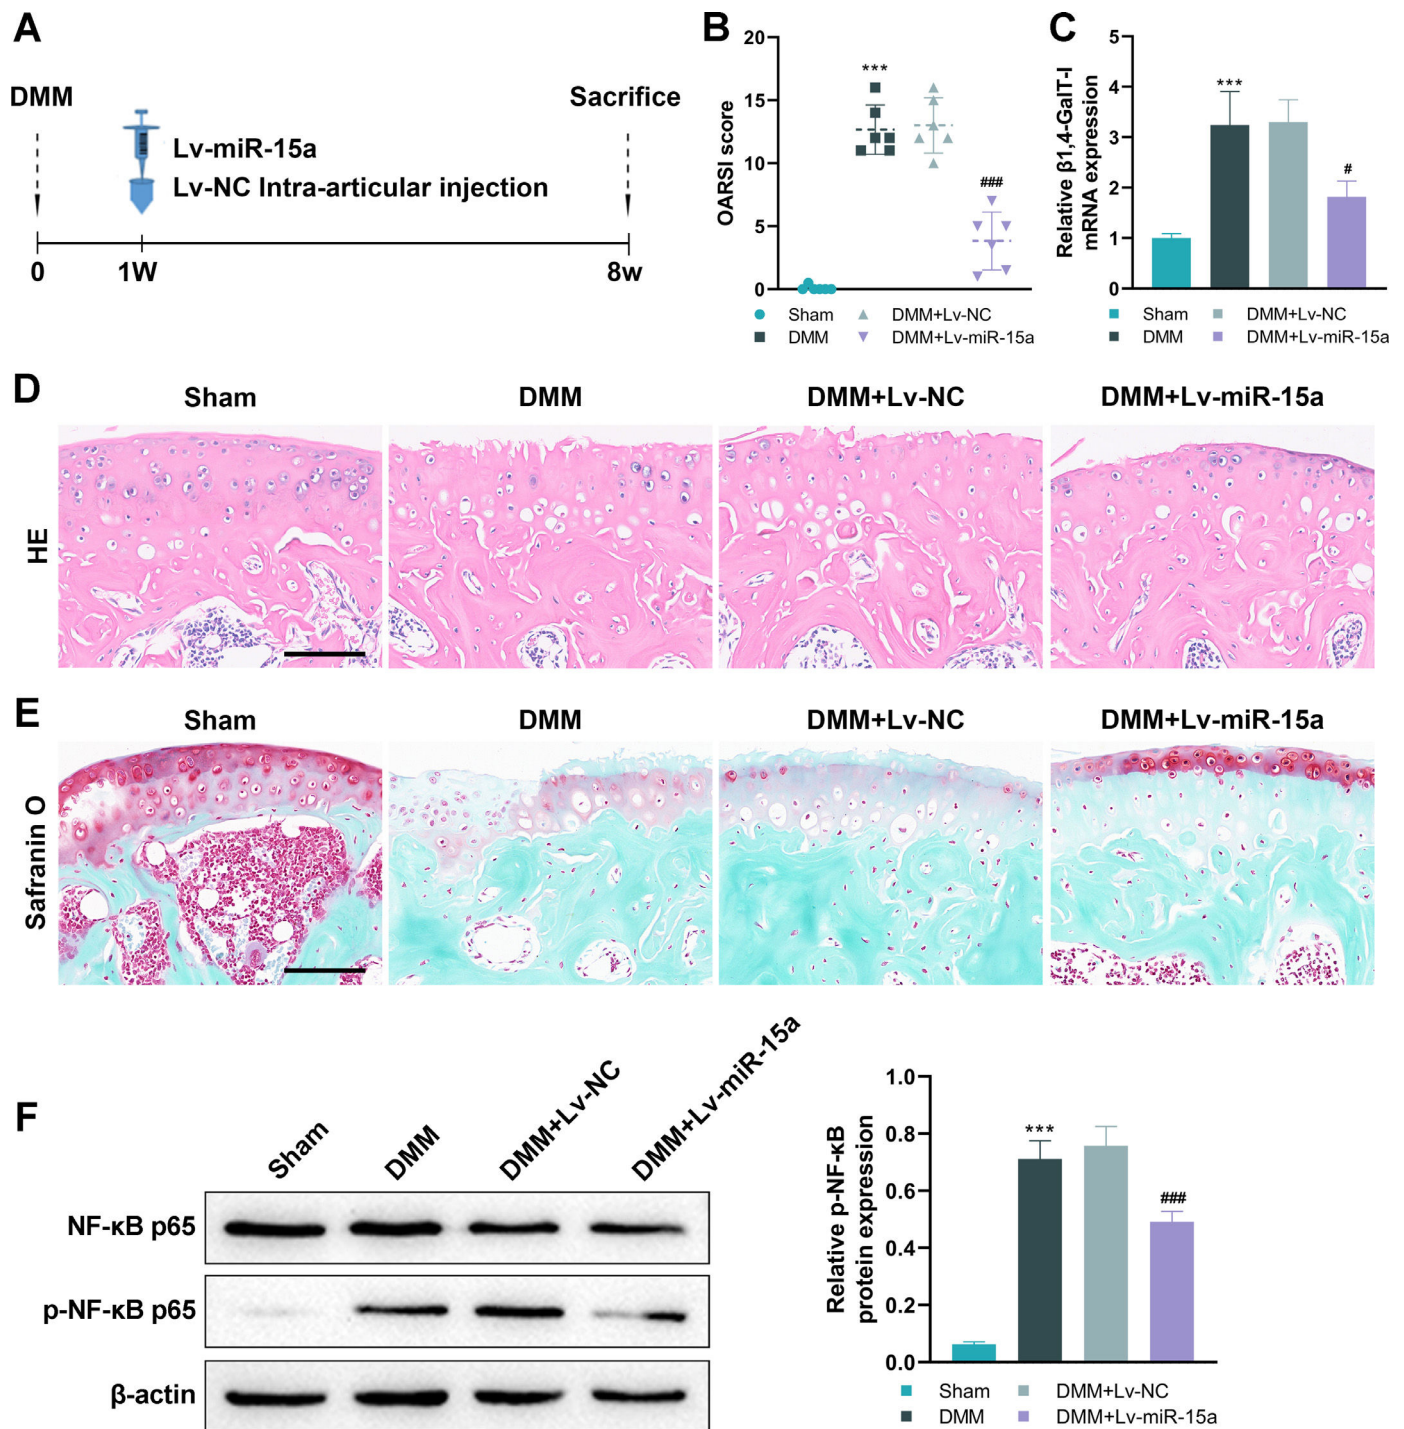 A
DMM
Sacrifice
Lv-miR-15a
Lv-NC Intra-articular injection
0
1W
8w
B
OARSI score
20
15
10
5
0
***
###
Sham
DMM+Lv-NC
DMM
DMM+Lv-miR-15a
C
Relative β1,4-GalT-I
mRNA expression
5
4
3
2
1
0
***
#
Sham
DMM+Lv-NC
DMM
DMM+Lv-miR-15a
D
Sham
DMM
DMM+Lv-NC
DMM+Lv-miR-15a
HE
E
Sham
DMM
DMM+Lv-NC
DMM+Lv-miR-15a
Safranin O
F
Sham
DMM
DMM+Lv-NC
DMM+Lv-miR-15a
NF-κB p65
p-NF-κB p65
β-actin
Relative p-NF-κB
protein expression
1.0
0.8
0.6
0.4
0.2
0.0
***
###
Sham
DMM+Lv-NC
DMM
DMM+Lv-miR-15a